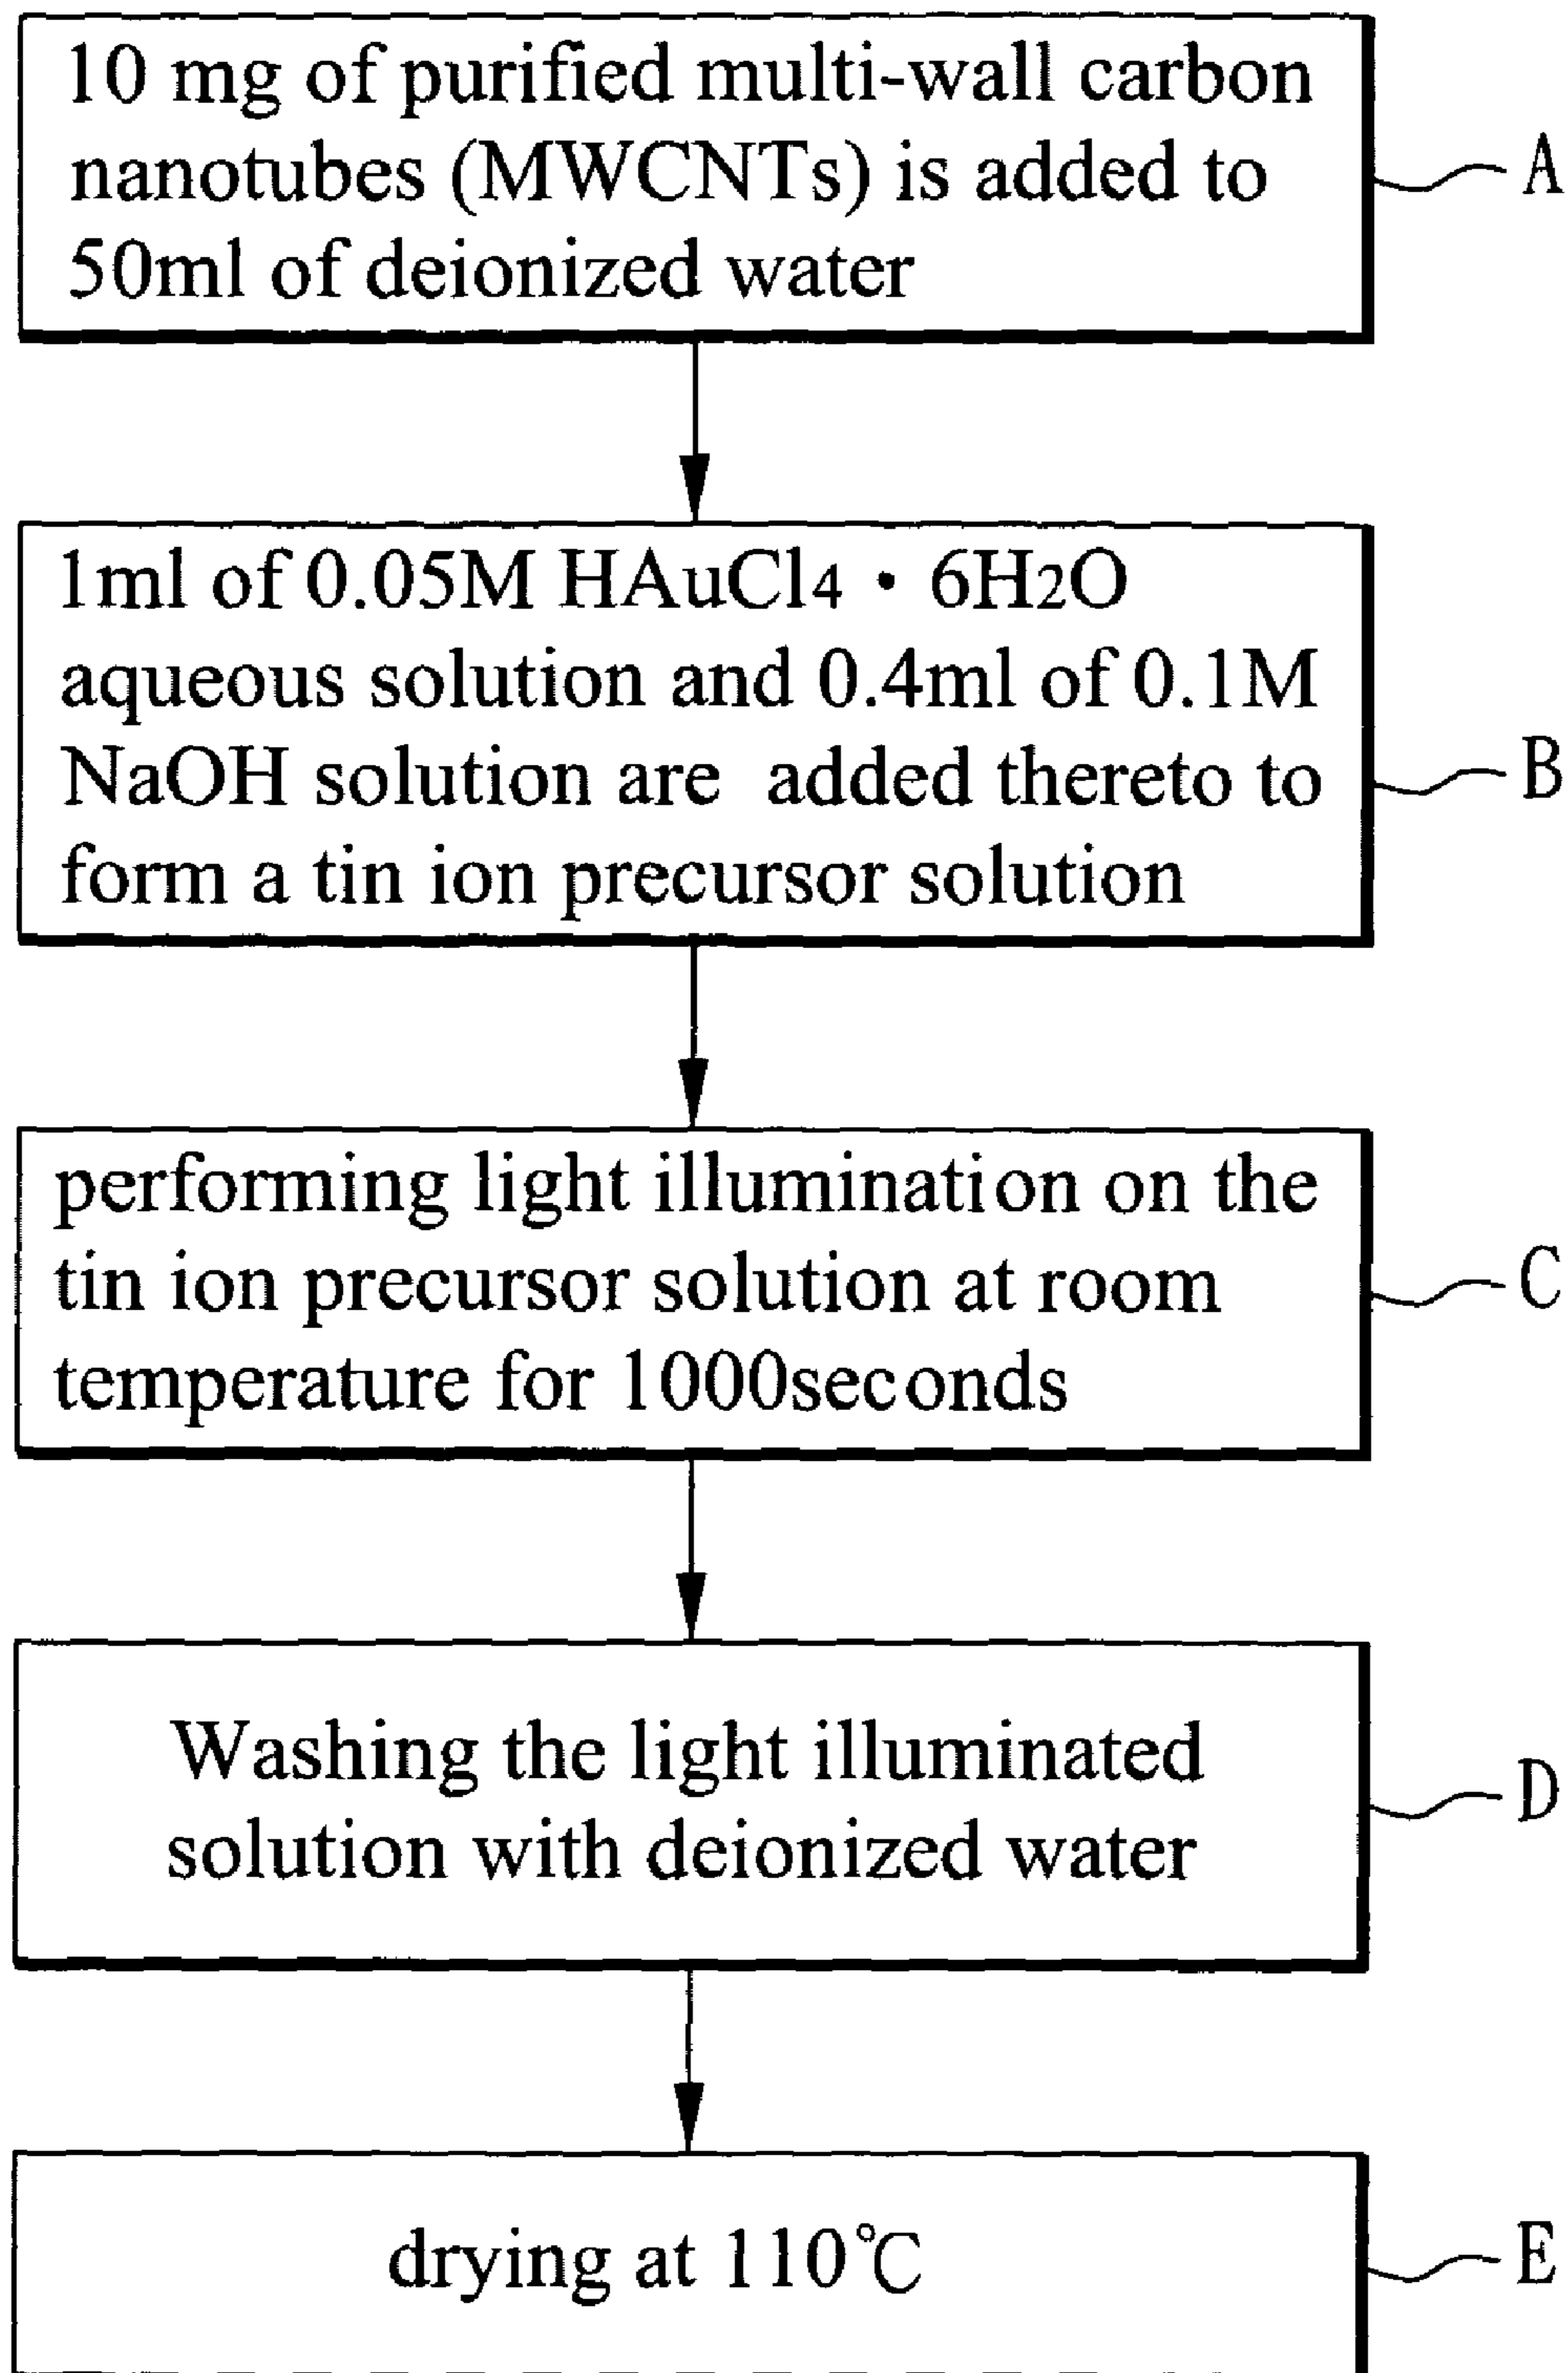 10 mg of purified multi-wall carbon
nanotubes (MWCNTs) is added to
50ml of deionized water
A
1ml of 0.05M HAuCl4 • 6H2O
aqueous solution and 0.4ml of 0.1M
NaOH solution are added thereto to
form a tin ion precursor solution
B
performing light illumination on the
tin ion precursor solution at room
temperature for 1000seconds
C
Washing the light illuminated
solution with deionized water
D
drying at 110℃
E